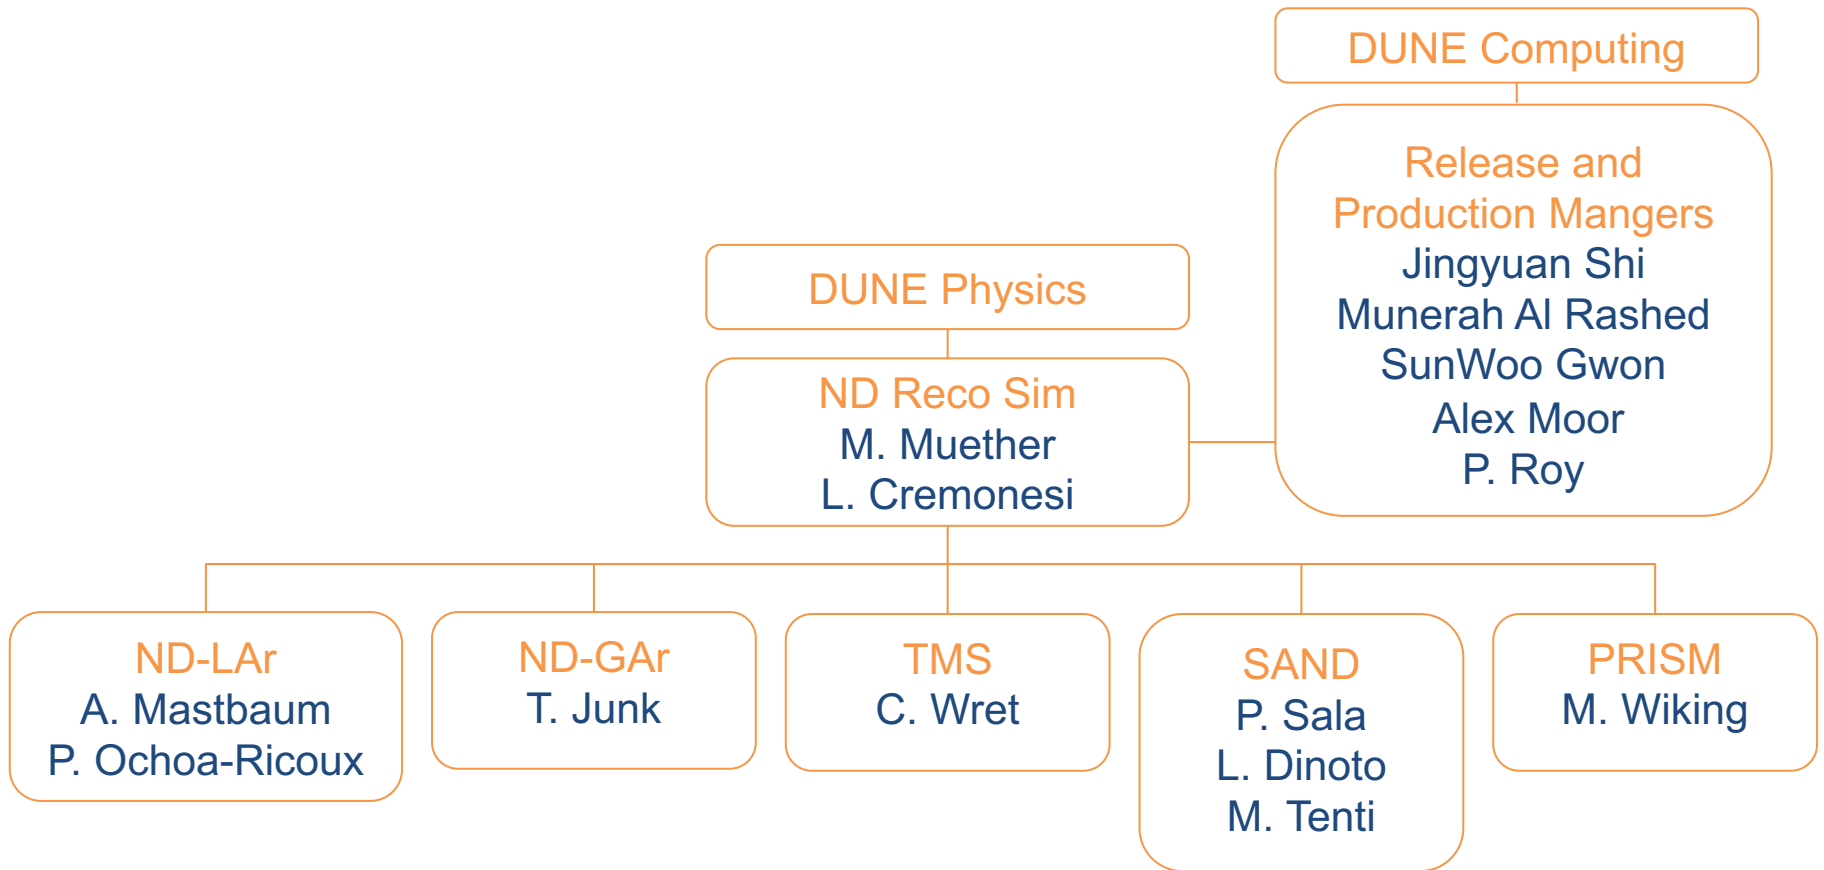 DUNE Computing
Release and
Production Mangers
Jingyuan Shi
Munerah Al Rashed
SunWoo Gwon
Alex Moor
P. Roy
DUNE Physics
ND Reco Sim
M. Muether
L. Cremonesi
ND-LAr
A. Mastbaum
P. Ochoa-Ricoux
ND-GAr
T. Junk
TMS
C. Wret
SAND
P. Sala
L. Dinoto
M. Tenti
PRISM
M. Wiking